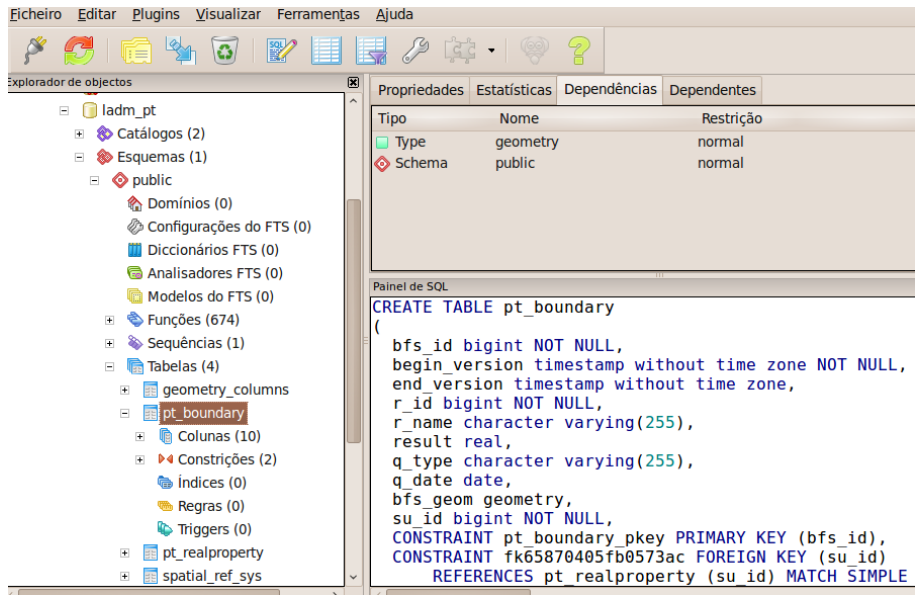 Ficheiro Editar Plugins Visualizar Ferramentas Ajuda
Explorador de objectos
ladm_pt
Catálogos (2)
Esquemas (1)
public
Domínios (0)
Configurações do FTS (0)
Diccionários FTS (0)
Analisadores FTS (0)
Modelos do FTS (0)
Funções (674)
Sequências (1)
Tabelas (4)
geometry_columns
pt_boundary
Colunas (10)
Constrições (2)
Índices (0)
Regras (0)
Triggers (0)
pt_realproperty
spatial_ref_sys
Propriedades Estatísticas Dependências Dependentes
Tipo Nome Restrição
Type geometry normal
Schema public normal
Painel de SQL
CREATE TABLE pt_boundary
(
bfs_id bigint NOT NULL,
begin_version timestamp without time zone NOT NULL,
end_version timestamp without time zone,
r_id bigint NOT NULL,
r_name character varying(255),
result real,
q_type character varying(255),
q_date date,
bfs_geom geometry,
su_id bigint NOT NULL,
CONSTRAINT pt_boundary_pkey PRIMARY KEY (bfs_id),
CONSTRAINT fk65870405fb0573ac FOREIGN KEY (su_id)
REFERENCES pt_realproperty (su_id) MATCH SIMPLE